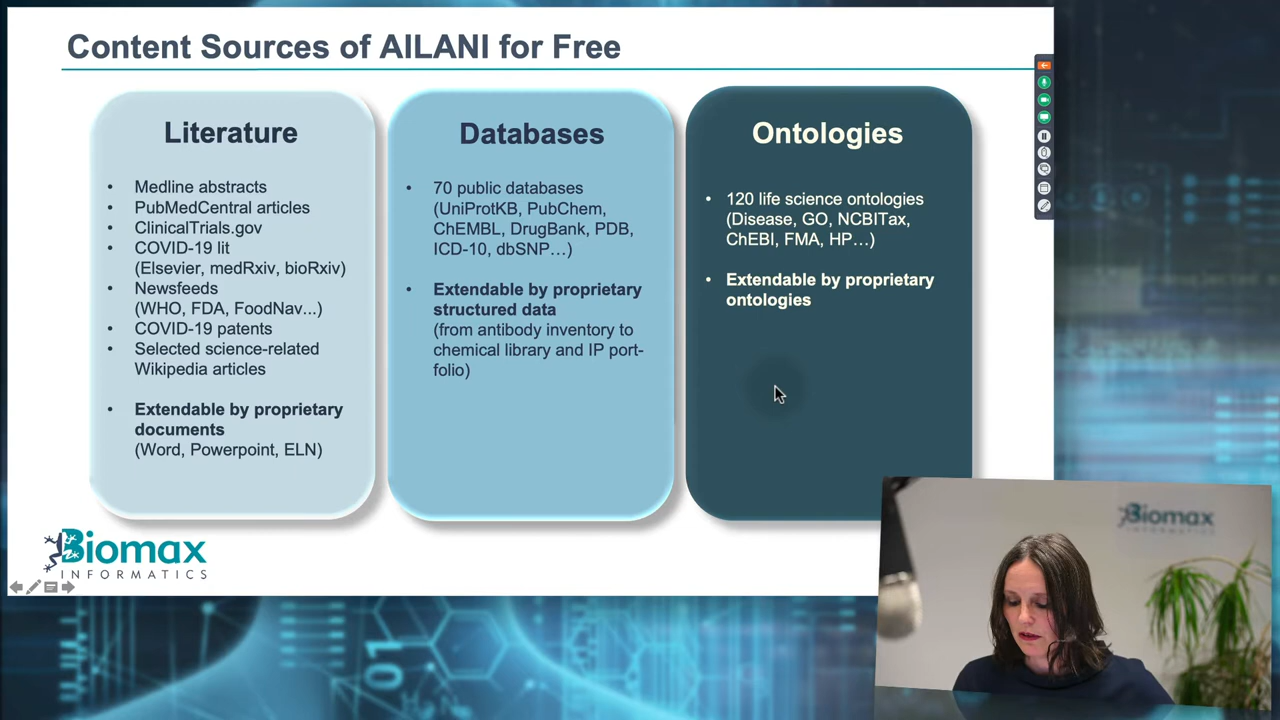 Content Sources of AILANI for Free
Literature
• Medline abstracts
• PubMedCentral articles
• ClinicalTrials.gov
• COVID-19 lit
(Elsevier, medRxiv, bioRxiv)
• Newsfeeds
(WHO, FDA, FoodNav...)
• COVID-19 patents
• Selected science-related
Wikipedia articles
• Extendable by proprietary
documents
(Word, Powerpoint, ELN)
Databases
• 70 public databases
(UniProtKB, PubChem,
ChEMBL, DrugBank, PDB,
ICD-10, dbSNP…)
• Extendable by proprietary
structured data
(from antibody inventory to
chemical library and IP port-
folio)
Ontologies
• 120 life science ontologies
(Disease, GO, NCBITax,
ChEBI, FMA, HP…)
• Extendable by proprietary
ontologies
Biomax
INFORMATICS
Biomax
INFORMATICS
01